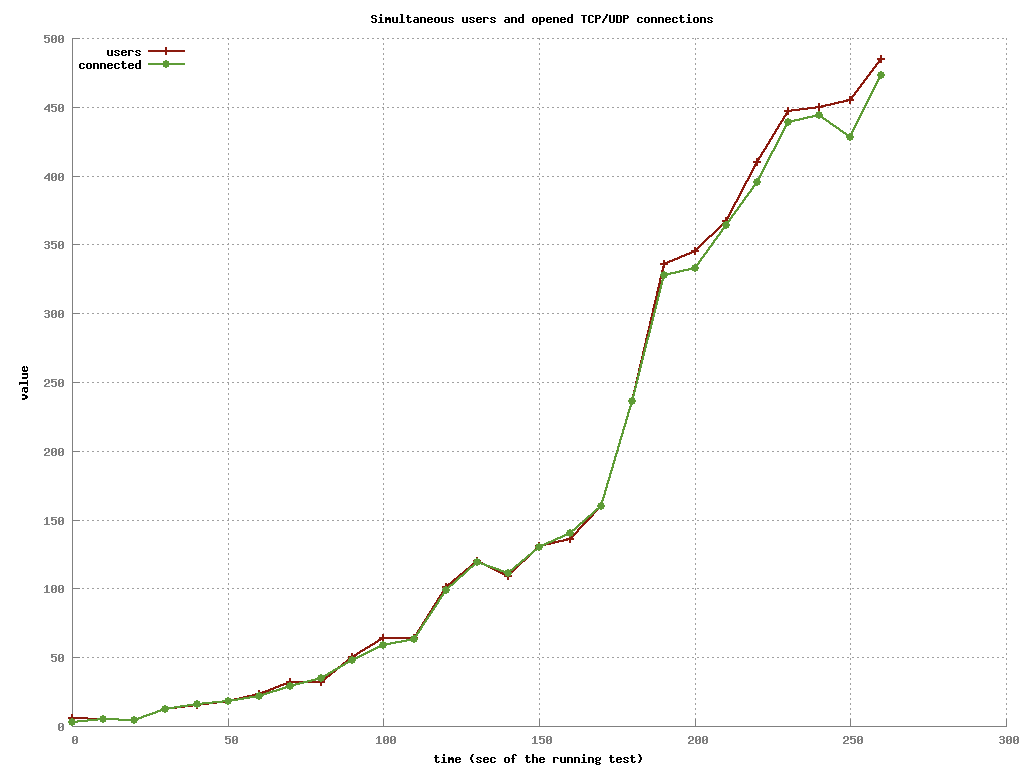 Simultaneous users and opened TCP/UDP connections
500
users
connected
450
400
350
300
value
250
200
150
100
50
0
0 50 100 150 200 250 300
time (sec of the running test)